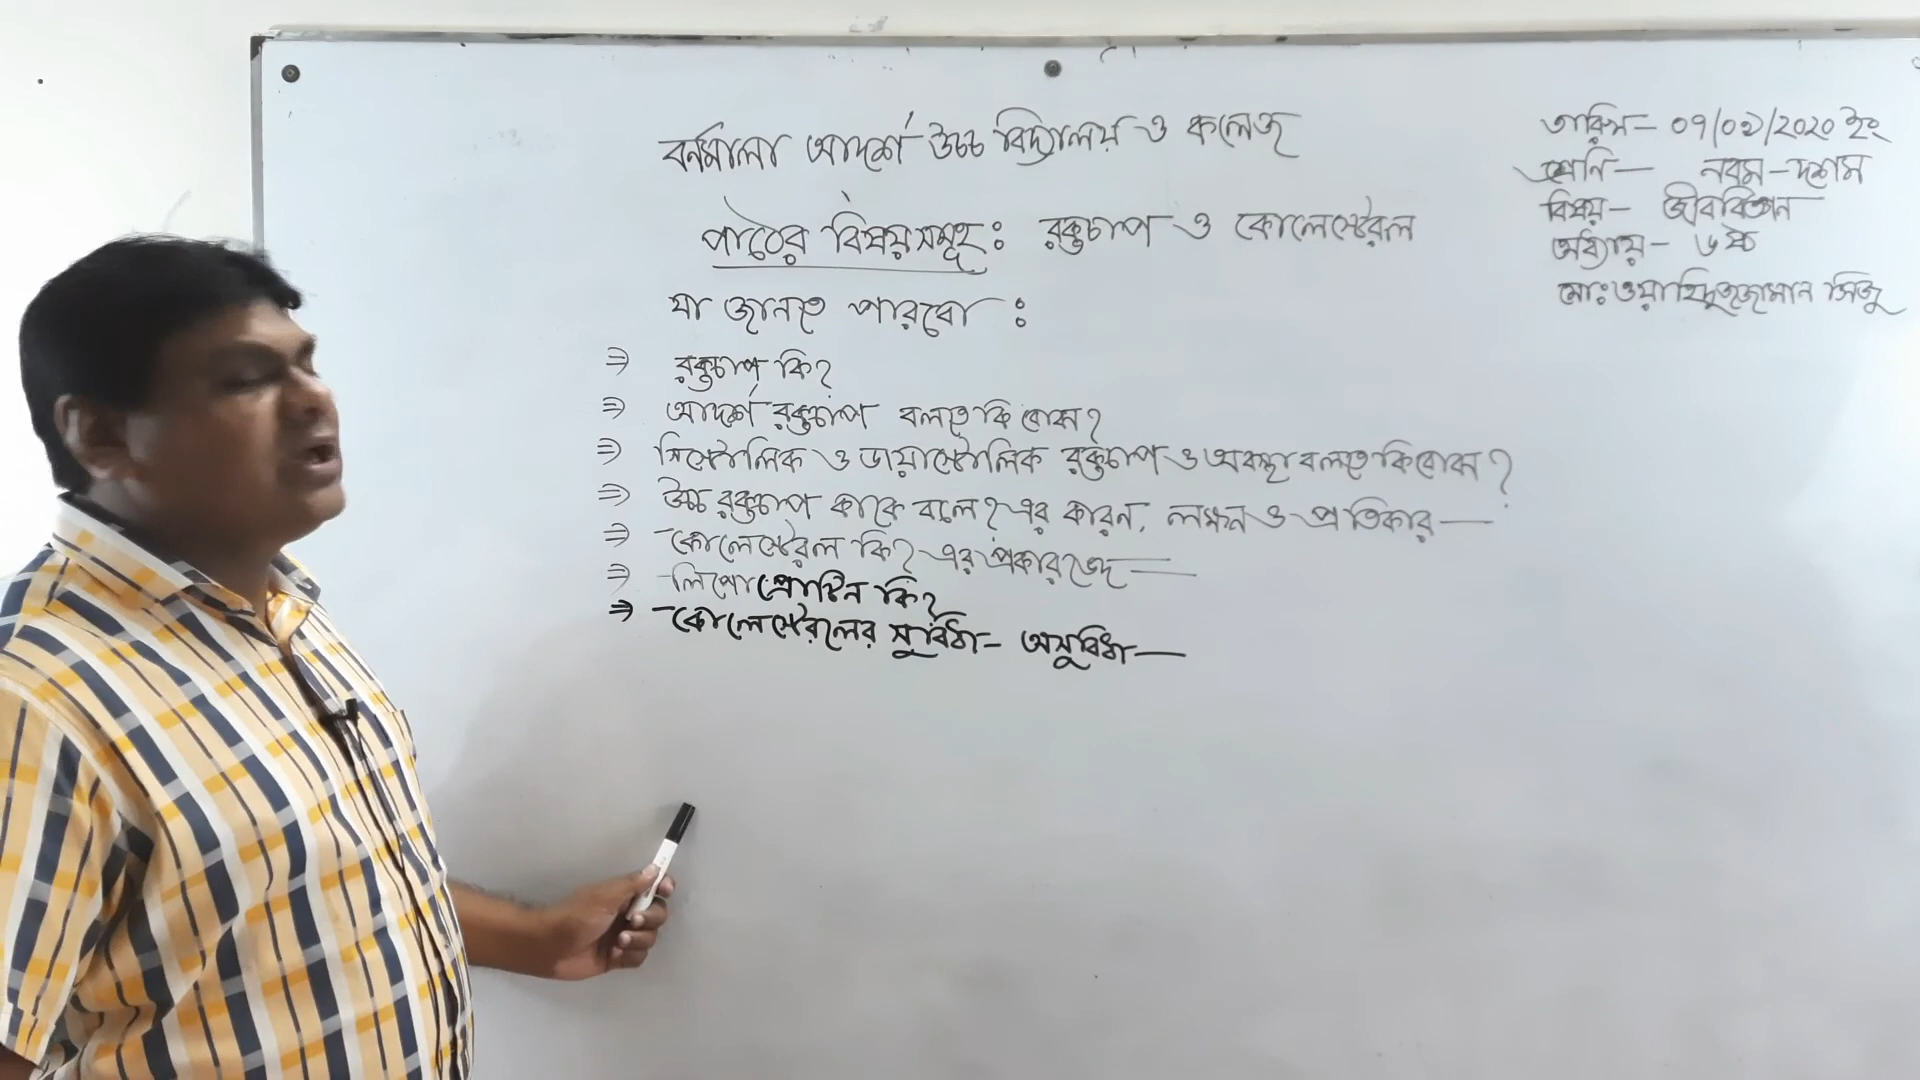 বর্নমালা আদর্শ উচ্চ বিদ্যালয় ও কলেজ
পাঠের বিষয়সমূহ: রক্তচাপ ও কোলেস্টেরল
যা জানতে পারবো :
⇒ রক্তচাপ কি?
⇒ আদর্শ রক্তচাপ বলতে কি বোঝ?
⇒ সিস্টোলিক ও ডায়াস্টোলিক রক্তচাপ ও অবস্থা বলতে কি বোঝ?
⇒ উচ্চ রক্তচাপ কাকে বলে? এর কারন, লক্ষন ও প্রতিকার—
⇒ কোলেস্টেরল কি? এর প্রকারভেদ—
⇒ লিপোপ্রোটিন কি?
⇒ কোলেস্টেরলের সুবিধা- অসুবিধা—
তারিখ- ০৭/০৯/২০২০ ইং
শ্রেণি- নবম-দশম
বিষয়- জীববিজ্ঞান
অধ্যায়- ৬ষ্ঠ
মোঃ ওয়াহিদুজ্জামান সিজু